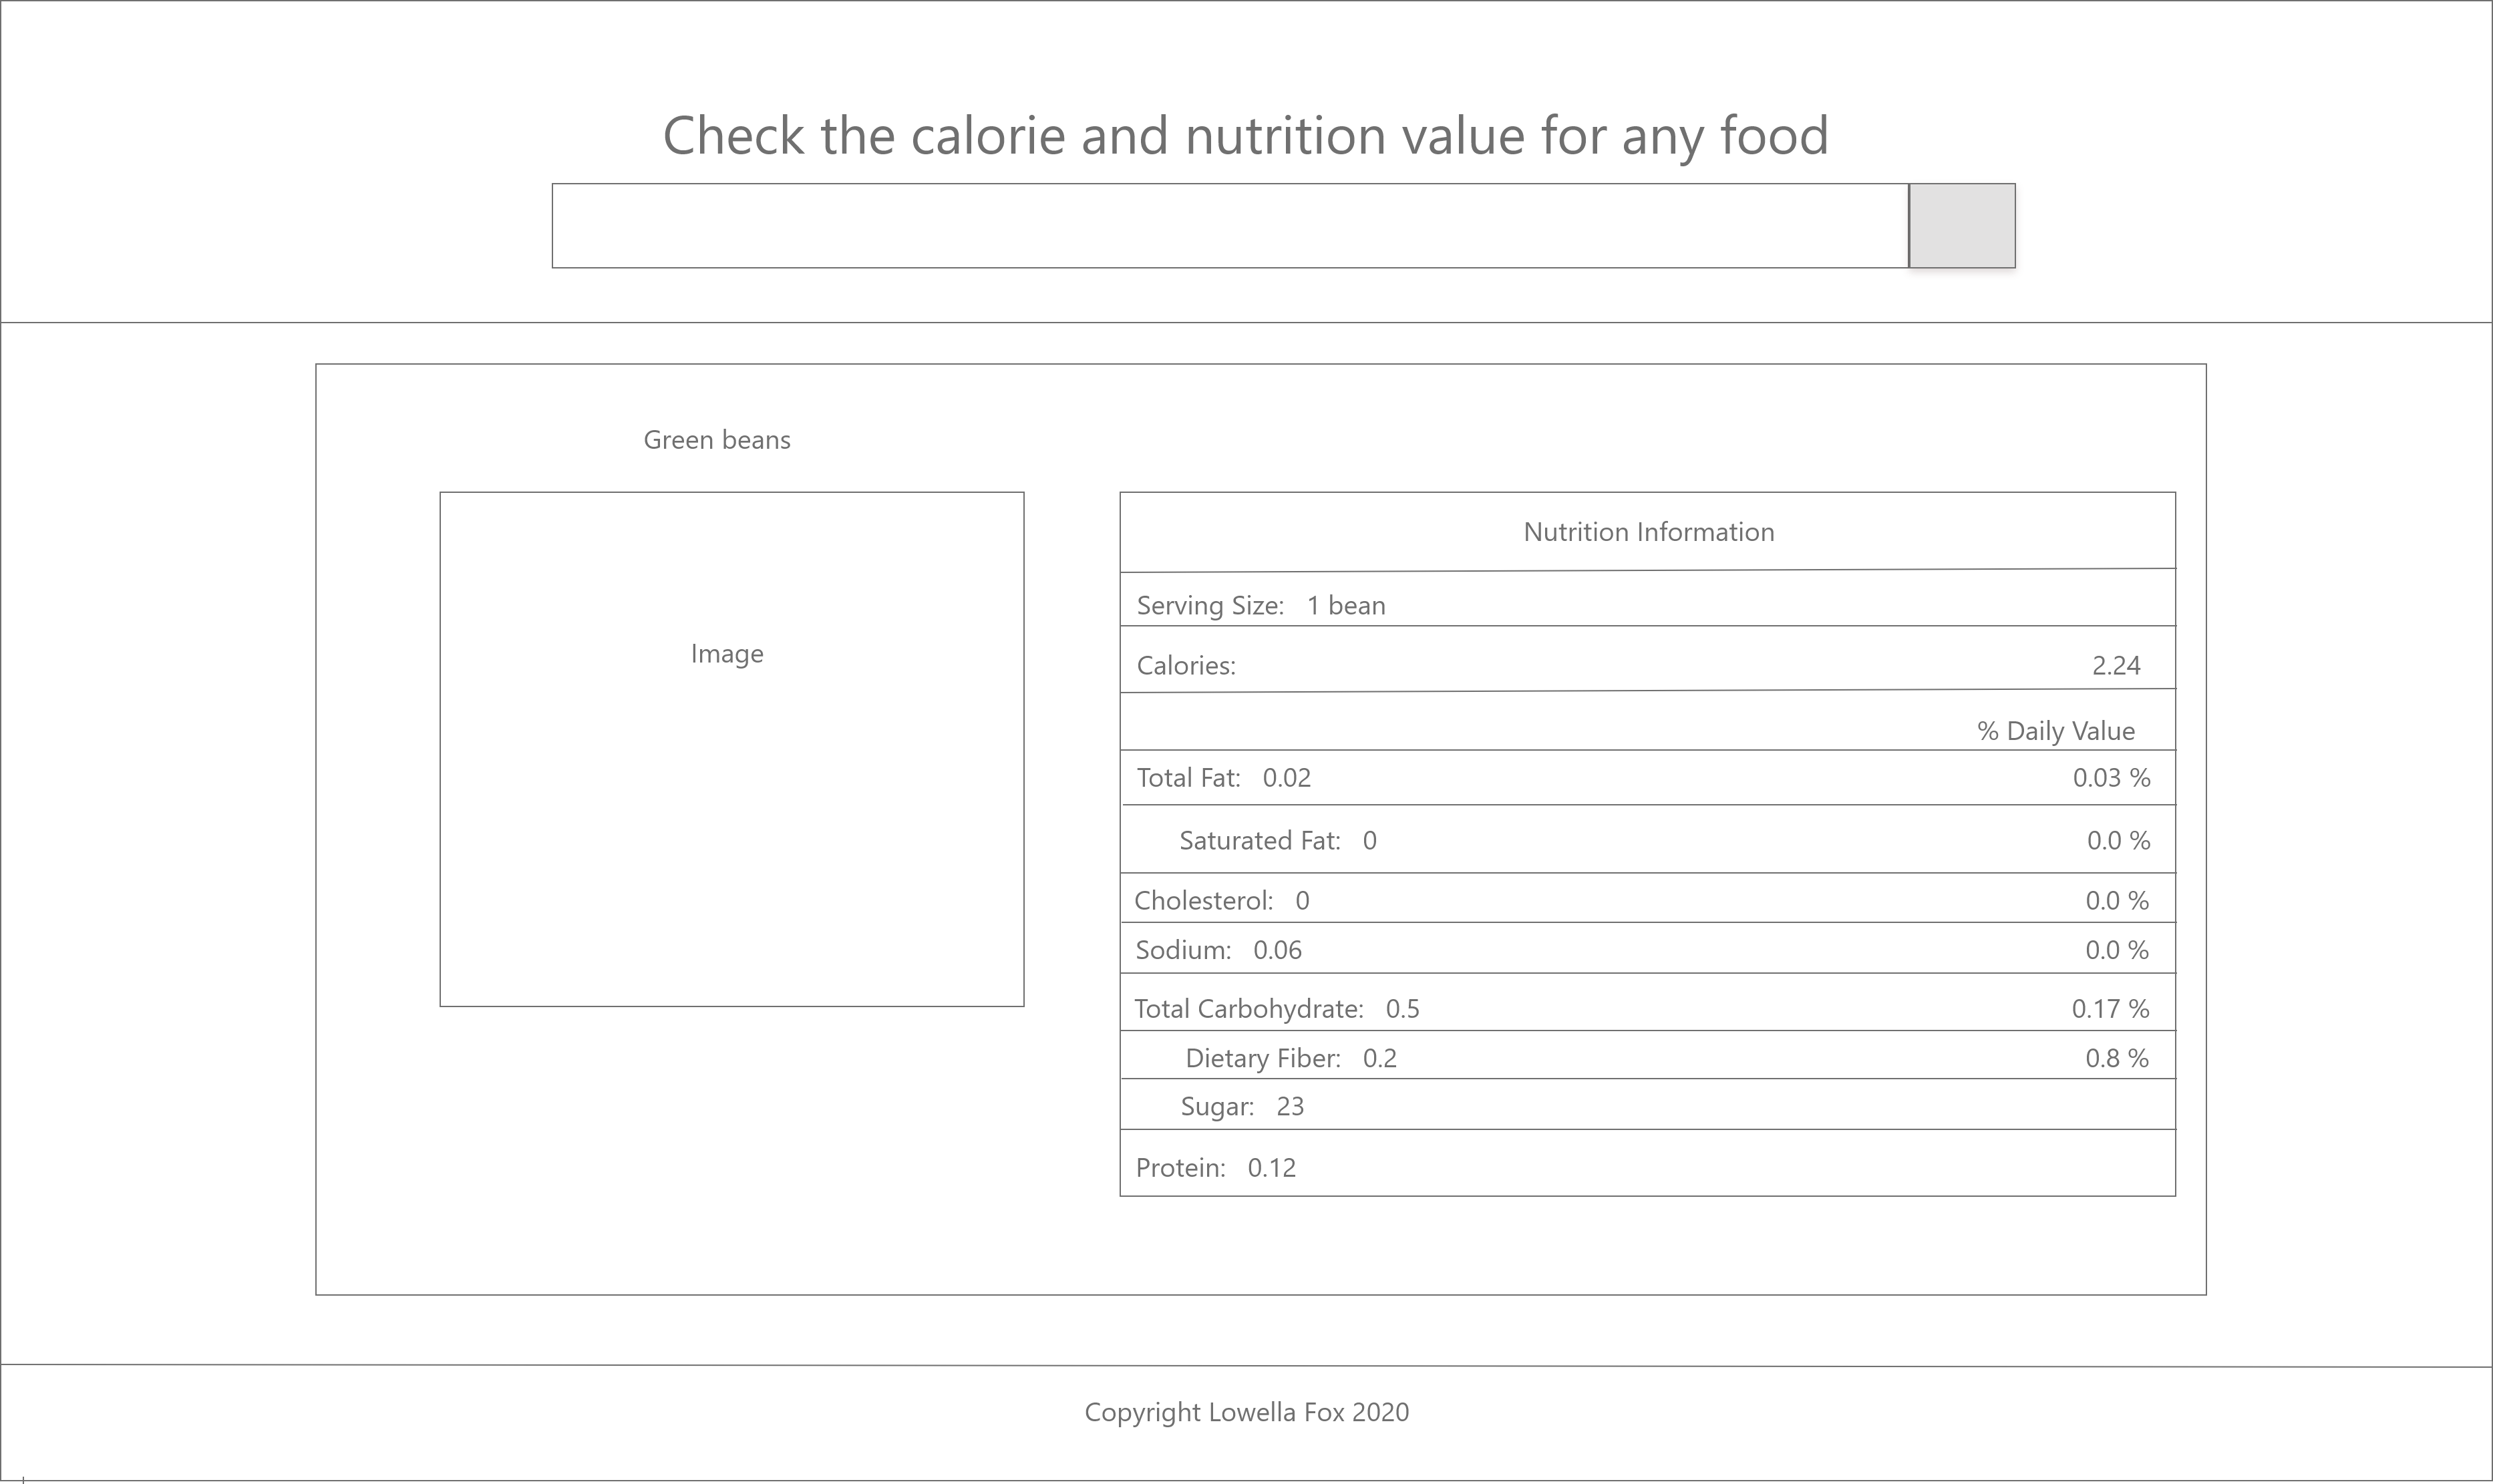 Check the calorie and nutrition value for any food
Green beans
Image
Nutrition Information
Serving Size: 1 bean
Calories: 2.24
% Daily Value
Total Fat: 0.02 0.03 %
Saturated Fat: 0 0.0 %
Cholesterol: 0 0.0 %
Sodium: 0.06 0.0 %
Total Carbohydrate: 0.5 0.17 %
Dietary Fiber: 0.2 0.8 %
Sugar: 23
Protein: 0.12
Copyright Lowella Fox 2020